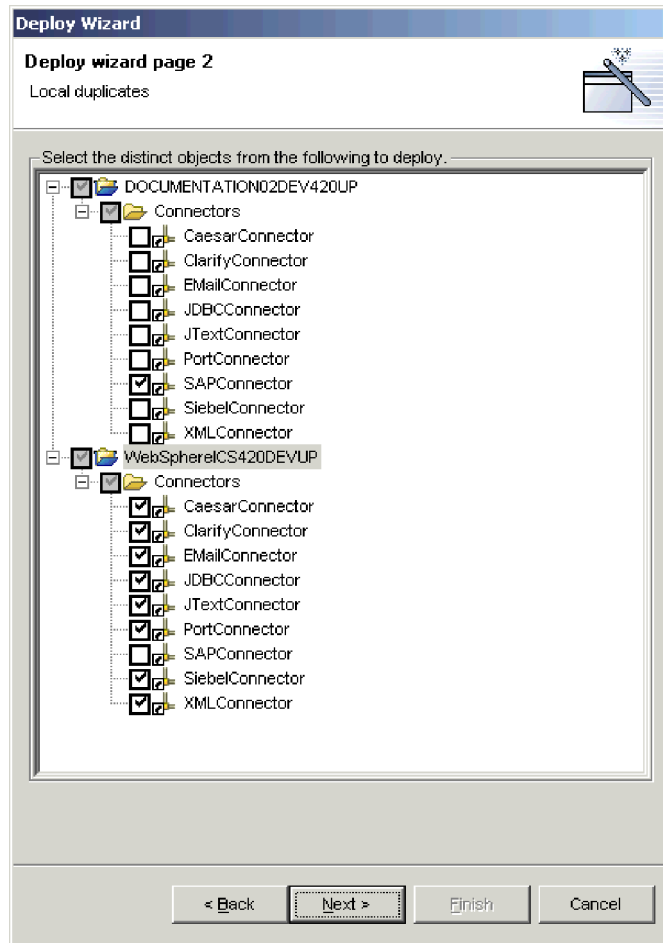 Deploy Wizard
Deploy wizard page 2
Local duplicates
Select the distinct objects from the following to deploy.
DOCUMENTATION02DEV420UP
Connectors
CaesarConnector
ClarifyConnector
EMailConnector
JDBCConnector
JTextConnector
PortConnector
SAPConnector
SiebelConnector
XMLConnector
WebSphereICS420DEVUP
Connectors
CaesarConnector
ClarifyConnector
EMailConnector
JDBCConnector
JTextConnector
PortConnector
SAPConnector
SiebelConnector
XMLConnector
< Back Next > Finish Cancel